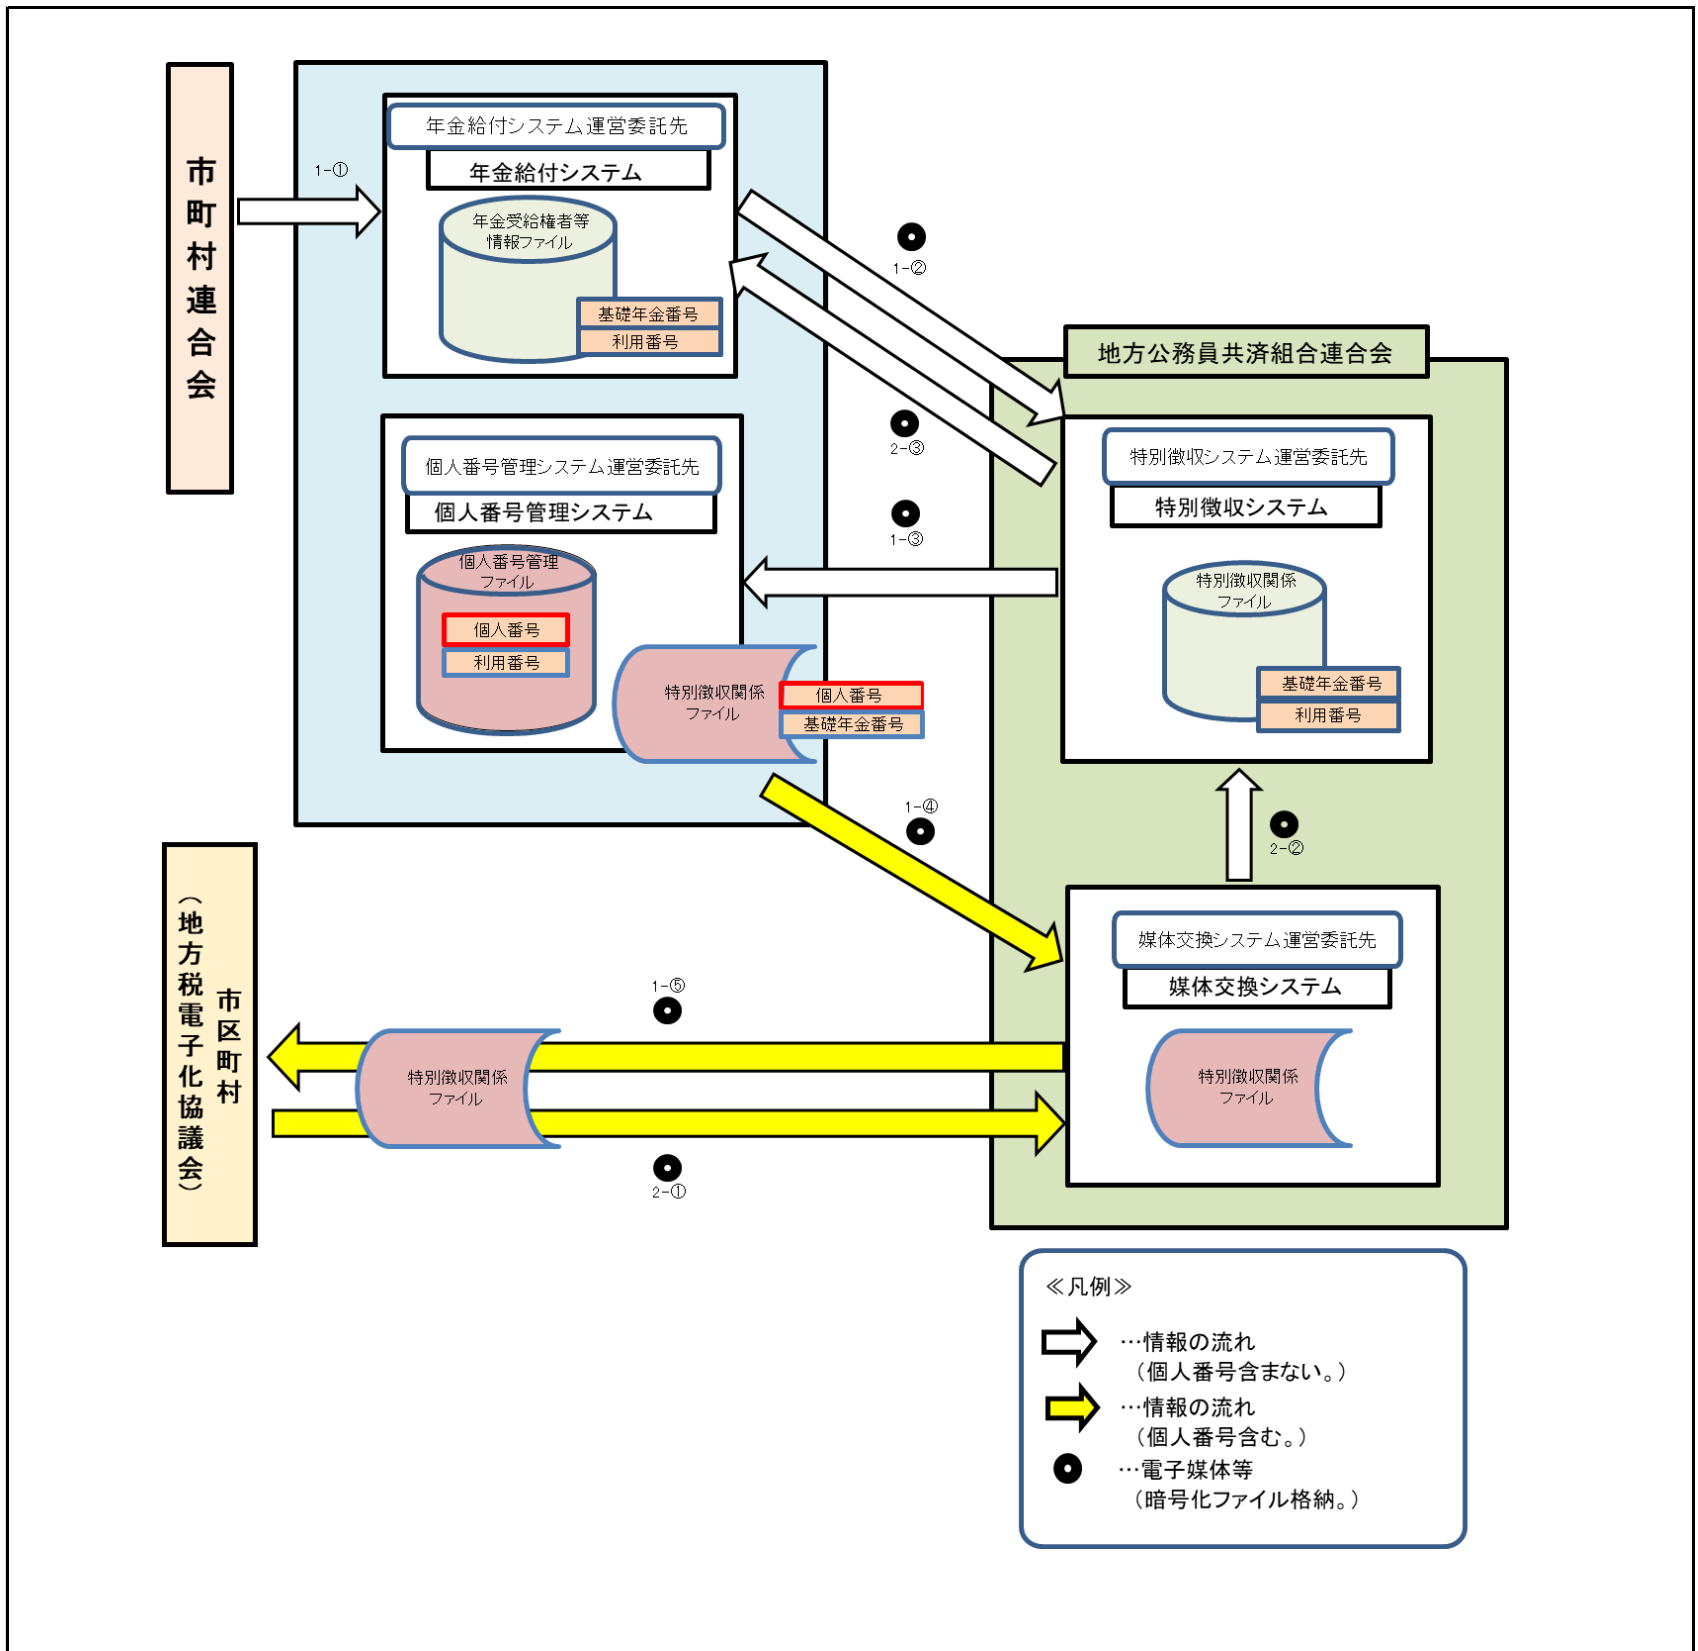 市町村連合会
1-①
年金給付システム運営委託先
年金給付システム
年金受給権者等
情報ファイル
基礎年金番号
利用番号
1-②
2-③
1-③
個人番号管理システム運営委託先
個人番号管理システム
個人番号管理
ファイル
個人番号
利用番号
特別徴収関係
ファイル
個人番号
基礎年金番号
1-④
地方公務員共済組合連合会
特別徴収システム運営委託先
特別徴収システム
特別徴収関係
ファイル
基礎年金番号
利用番号
2-②
媒体交換システム運営委託先
媒体交換システム
特別徴収関係
ファイル
市区町村
（地方税電子化協議会）
1-⑤
特別徴収関係
ファイル
2-①
≪凡例≫
…情報の流れ
（個人番号含まない。）
…情報の流れ
（個人番号含む。）
…電子媒体等
（暗号化ファイル格納。）